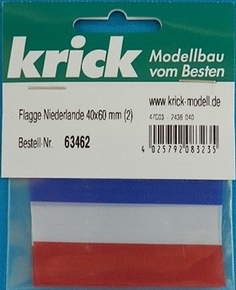 krick
Modellbau
vom Besten
Flagge Niederlande 40x60 mm (2)
www.krick-modell.de
Bestell-Nr. 63462
4 025792 083235